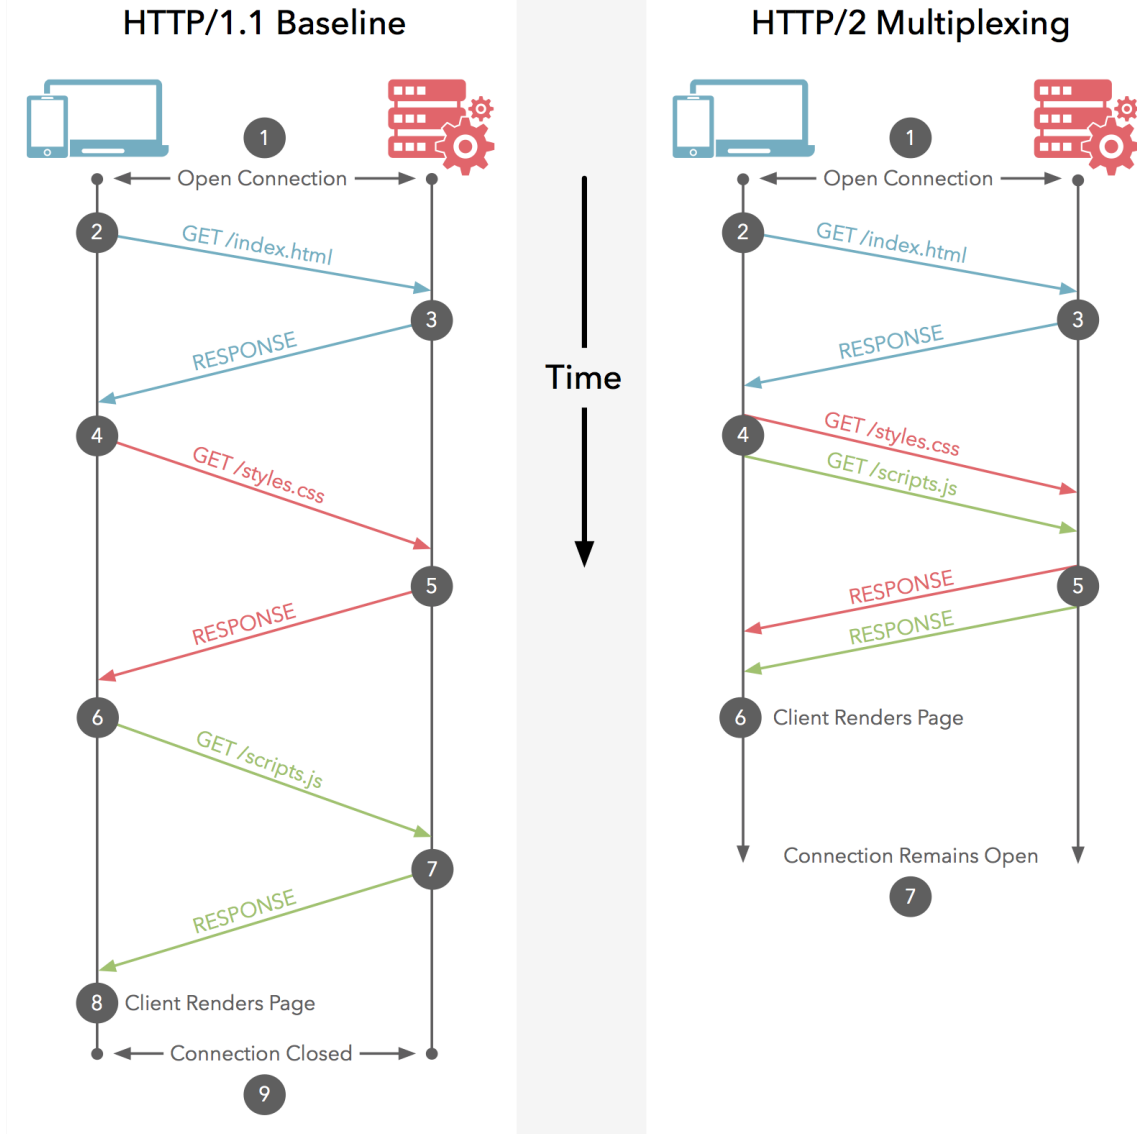 HTTP/1.1 Baseline
1
Open Connection
2
GET /index.html
3
RESPONSE
4
GET /styles.css
5
RESPONSE
6
GET /scripts.js
7
RESPONSE
8 Client Renders Page
Connection Closed
9
Time
HTTP/2 Multiplexing
1
Open Connection
2
GET /index.html
3
RESPONSE
4
GET /styles.css
GET /scripts.js
5
RESPONSE
RESPONSE
6 Client Renders Page
Connection Remains Open
7